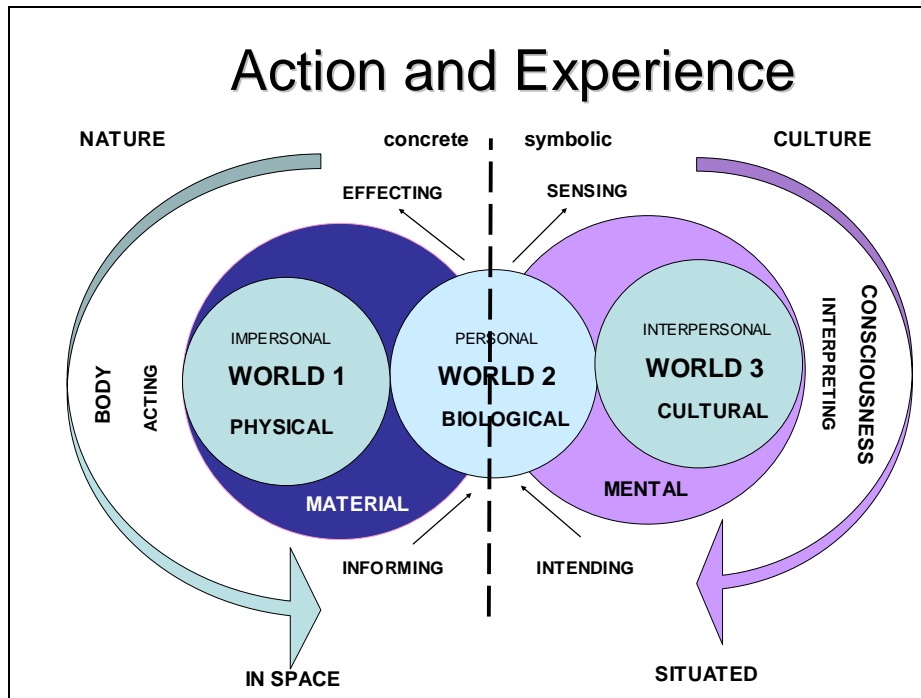 Action and Experience
NATURE
concrete
symbolic
CULTURE
EFFECTING
SENSING
BODY
ACTING
IMPERSONAL
WORLD 1
PHYSICAL
MATERIAL
PERSONAL
WORLD 2
BIOLOGICAL
INTERPERSONAL
WORLD 3
CULTURAL
MENTAL
INTERPRETING
CONSCIOUSNESS
INFORMING
INTENDING
IN SPACE
SITUATED